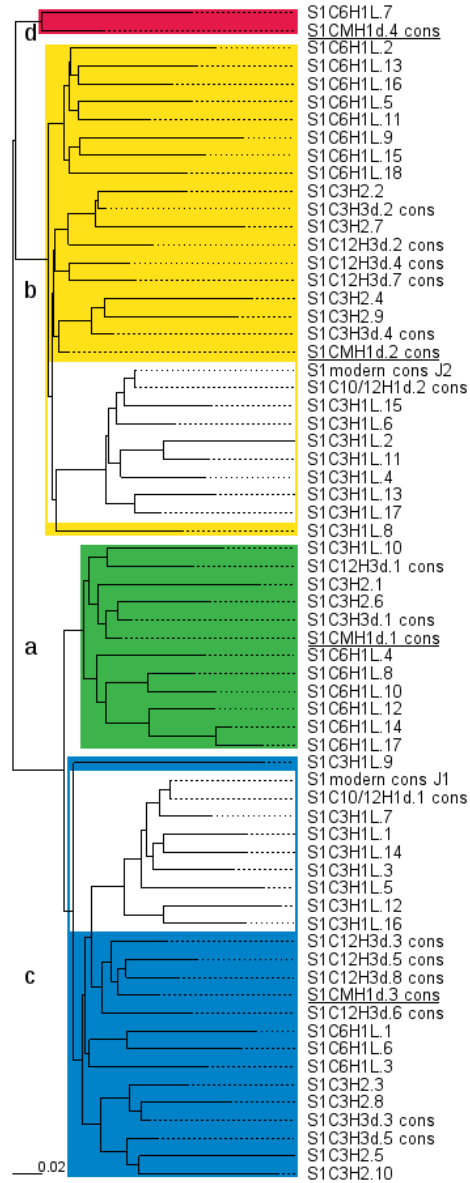 d
S1C6H1L.7
S1CMH1d.4 cons
S1C6H1L.2
S1C6H1L.13
S1C6H1L.16
S1C6H1L.5
S1C6H1L.11
S1C6H1L.9
S1C6H1L.15
S1C6H1L.18
S1C3H2.2
S1C3H3d.2 cons
S1C3H2.7
S1C12H3d.2 cons
S1C12H3d.4 cons
S1C12H3d.7 cons
b
S1C3H2.4
S1C3H2.9
S1C3H3d.4 cons
S1CMH1d.2 cons
S1modern cons J2
S1C10/12H1d.2 cons
S1C3H1L.15
S1C3H1L.6
S1C3H1L.2
S1C3H1L.11
S1C3H1L.4
S1C3H1L.13
S1C3H1L.17
S1C3H1L.8
S1C3H1L.10
S1C12H3d.1 cons
S1C3H2.1
S1C3H2.6
S1C3H3d.1 cons
S1CMH1d.1 cons
a
S1C6H1L.4
S1C6H1L.8
S1C6H1L.10
S1C6H1L.12
S1C6H1L.14
S1C6H1L.17
S1C3H1L.9
S1modern cons J1
S1C10/12H1d.1 cons
S1C3H1L.7
S1C3H1L.1
S1C3H1L.14
S1C3H1L.3
S1C3H1L.5
S1C3H1L.12
S1C3H1L.16
S1C12H3d.3 cons
S1C12H3d.5 cons
c
S1C12H3d.8 cons
S1CMH1d.3 cons
S1C12H3d.6 cons
S1C6H1L.1
S1C6H1L.6
S1C6H1L.3
S1C3H2.3
S1C3H2.8
S1C3H3d.3 cons
S1C3H3d.5 cons
S1C3H2.5
S1C3H2.10
0.02